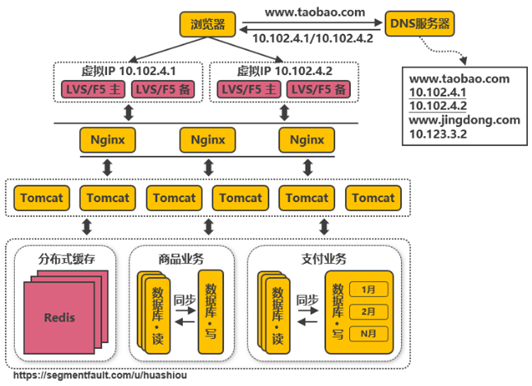 浏览器
www.taobao.com
10.102.4.1/10.102.4.2
DNS服务器
虚拟IP 10.102.4.1
LVS/F5 主
LVS/F5 备
虚拟IP 10.102.4.2
LVS/F5 主
LVS/F5 备
www.taobao.com
10.102.4.1
10.102.4.2
www.jingdong.com
10.123.3.2
Nginx
Nginx
Nginx
Tomcat
Tomcat
Tomcat
Tomcat
Tomcat
Tomcat
分布式缓存
Redis
商品业务
数据库·读
同步
数据库·写
支付业务
数据库·读
同步
数据库·写
1月
2月
N月
https://segmentfault.com/u/huashiou